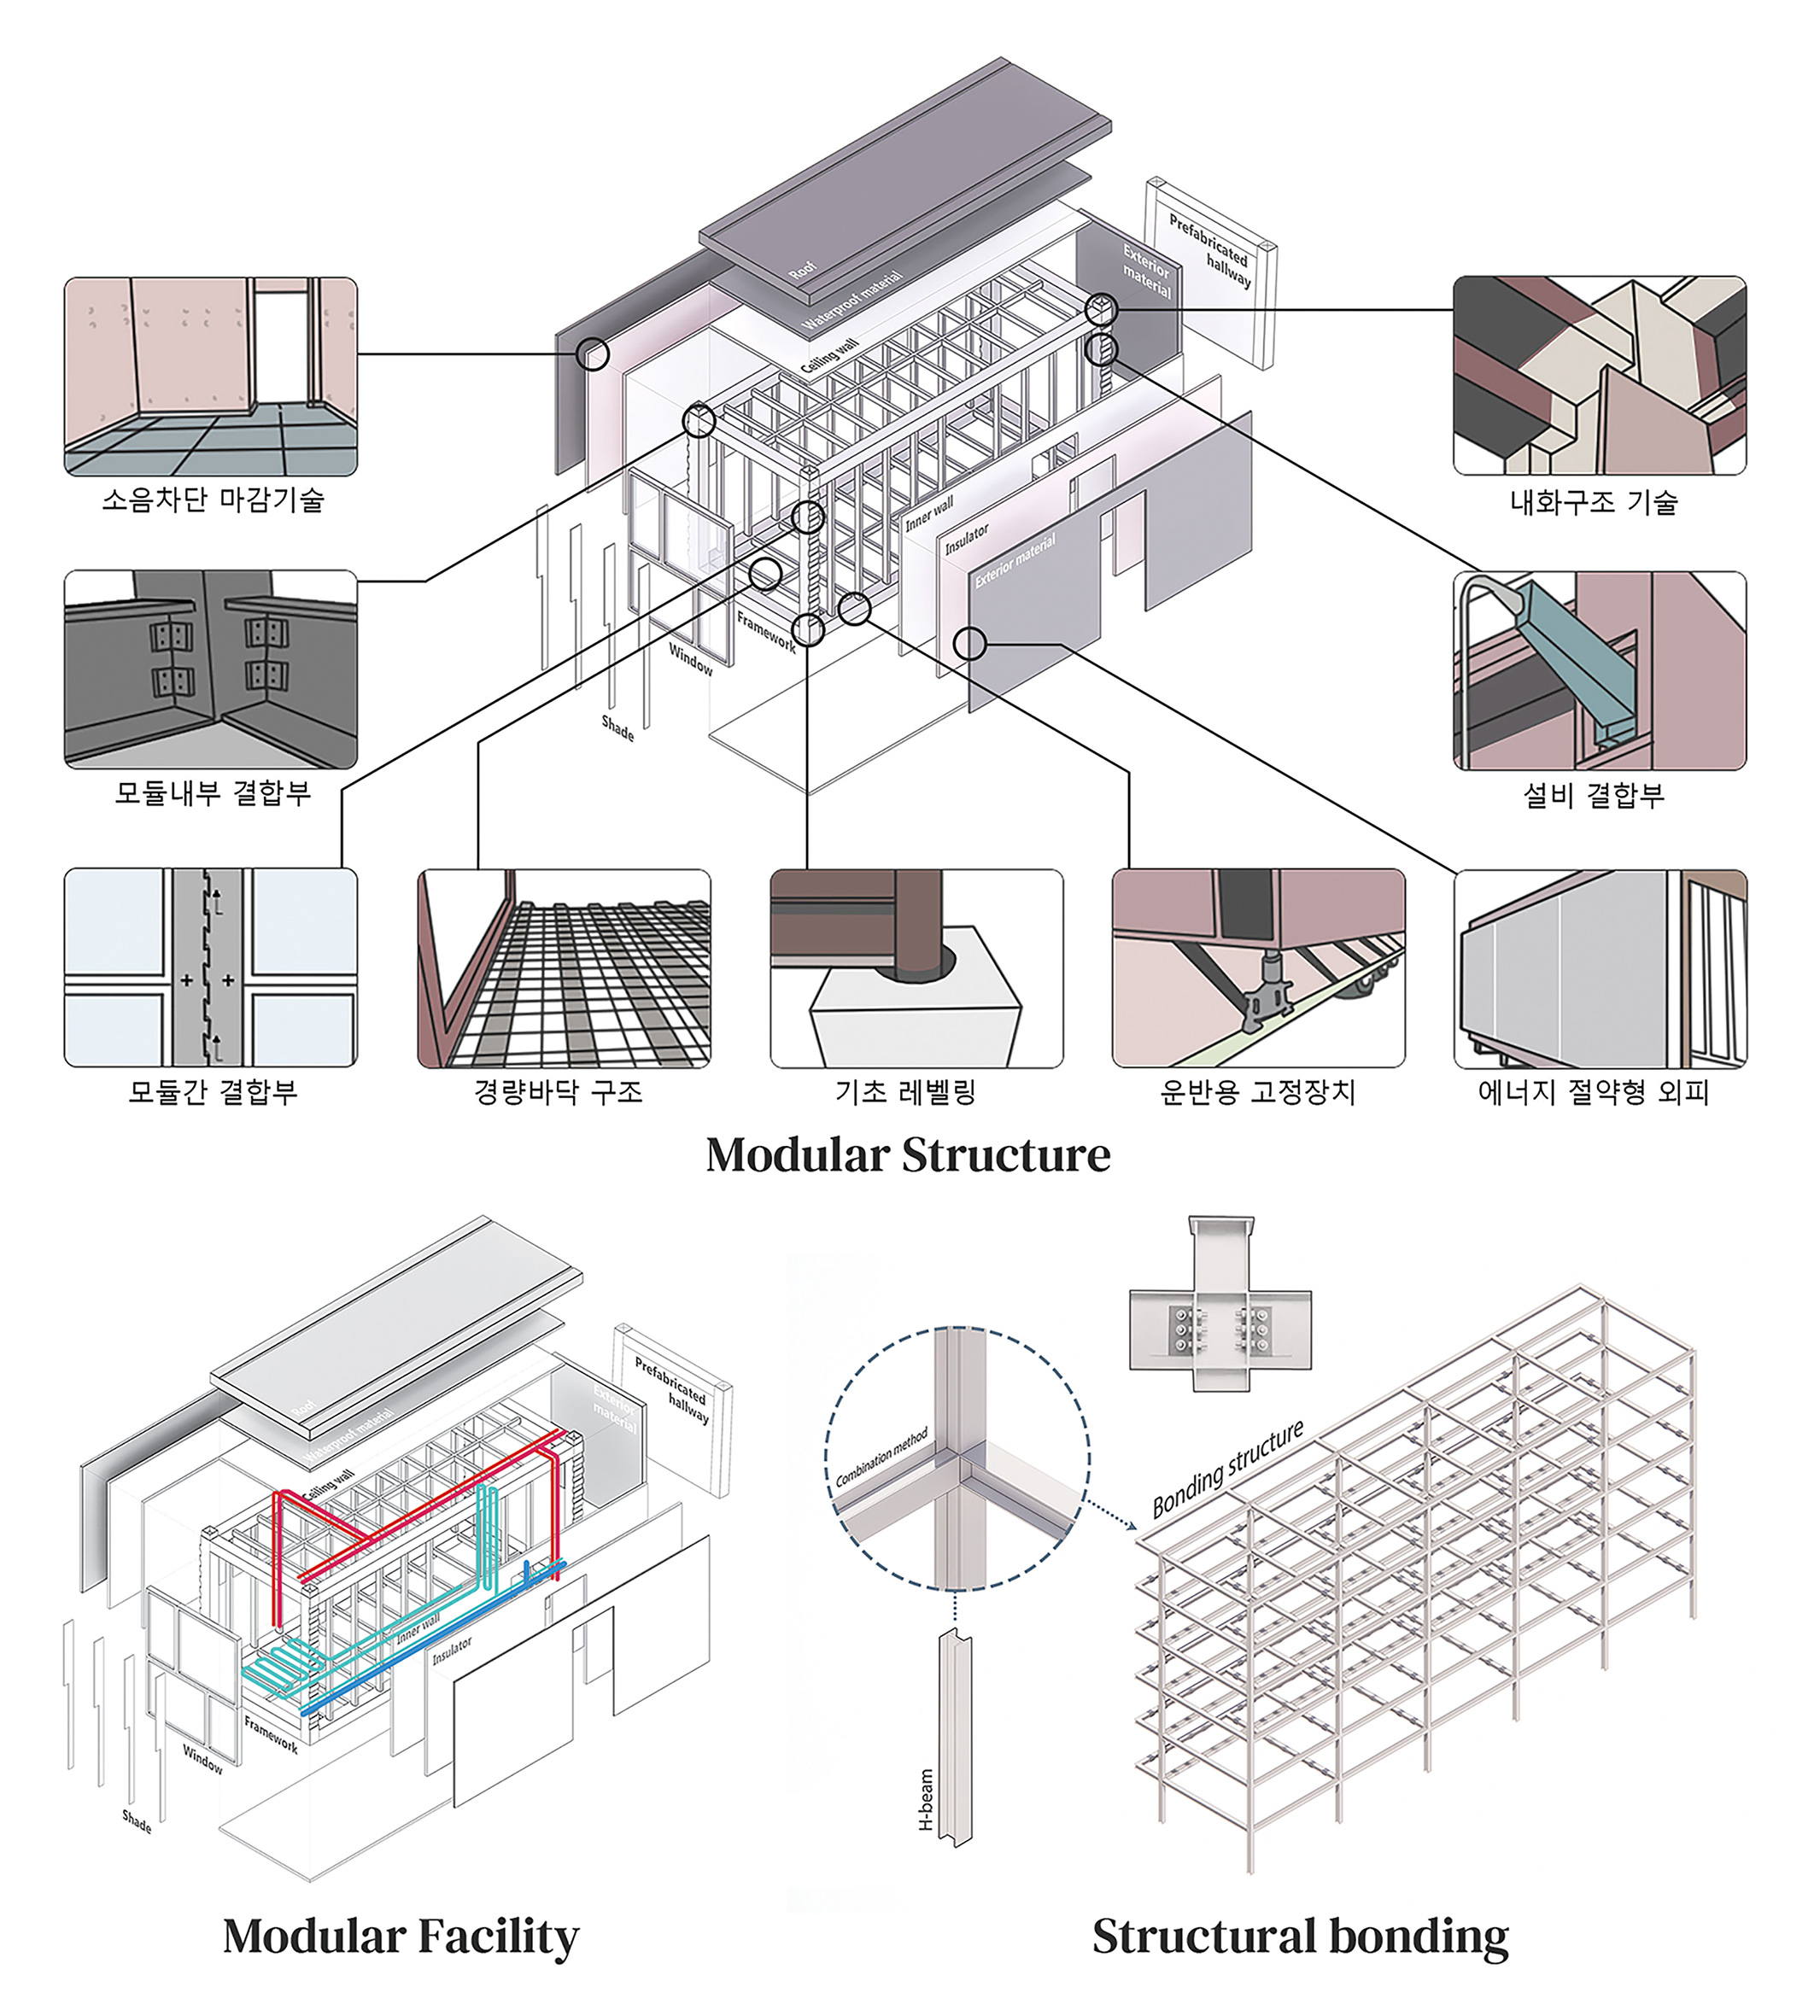 Roof
Waterproof material
Ceiling wall
Exterior
material
Prefabricated
hallway
Inner wall
Insulator
Exterior material
Framework
Window
Shade
소음차단 마감기술
내화구조 기술
모듈내부 결합부
설비 결합부
모듈간 결합부
경량바닥 구조
기초 레벨링
운반용 고정장치
에너지 절약형 외피
Modular Structure
Roof
Waterproof material
Ceiling wall
Exterior
material
Prefabricated
hallway
Inner wall
Insulator
Framework
Window
Shade
Modular Facility
Combination method
Bonding structure
H-beam
Structural bonding